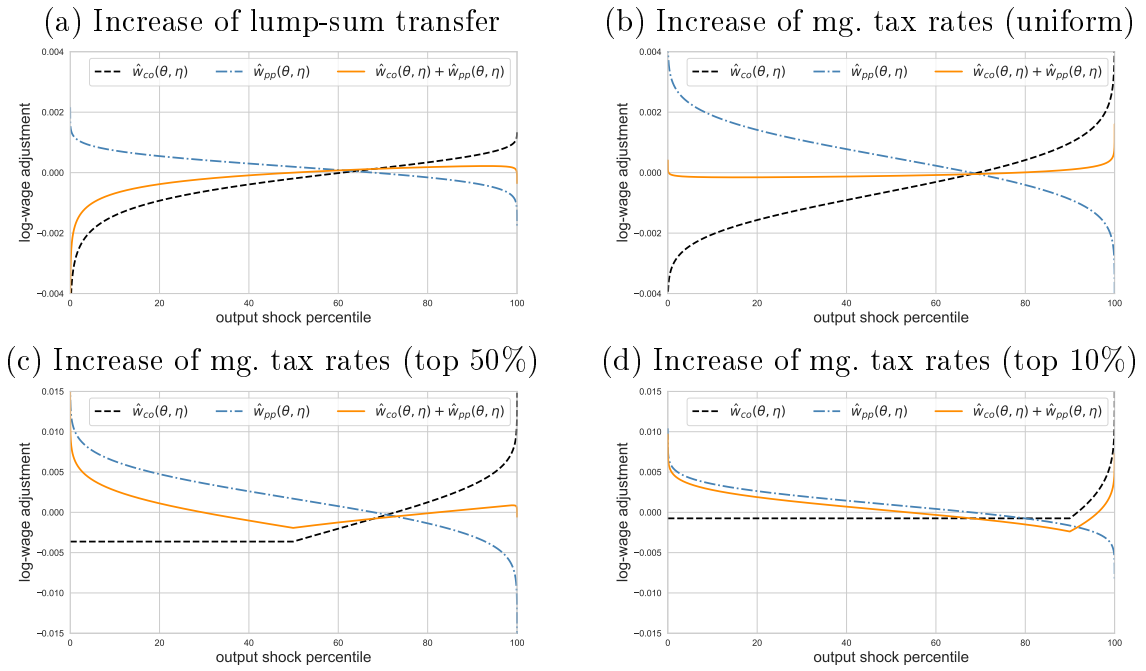 (a) Increase of lump-sum transfer
0.004
0.002
0.000
−0.002
−0.004
log-wage adjustment
ŵco(θ, η) ŵpp(θ, η) ŵco(θ, η) + ŵpp(θ, η)
0 20 40 60 80 100
output shock percentile
(b) Increase of mg. tax rates (uniform)
0.004
0.002
0.000
−0.002
−0.004
log-wage adjustment
ŵco(θ, η) ŵpp(θ, η) ŵco(θ, η) + ŵpp(θ, η)
0 20 40 60 80 100
output shock percentile
(c) Increase of mg. tax rates (top 50%)
0.015
0.010
0.005
0.000
−0.005
−0.010
−0.015
log-wage adjustment
ŵco(θ, η) ŵpp(θ, η) ŵco(θ, η) + ŵpp(θ, η)
0 20 40 60 80 100
output shock percentile
(d) Increase of mg. tax rates (top 10%)
0.015
0.010
0.005
0.000
−0.005
−0.010
−0.015
log-wage adjustment
ŵco(θ, η) ŵpp(θ, η) ŵco(θ, η) + ŵpp(θ, η)
0 20 40 60 80 100
output shock percentile